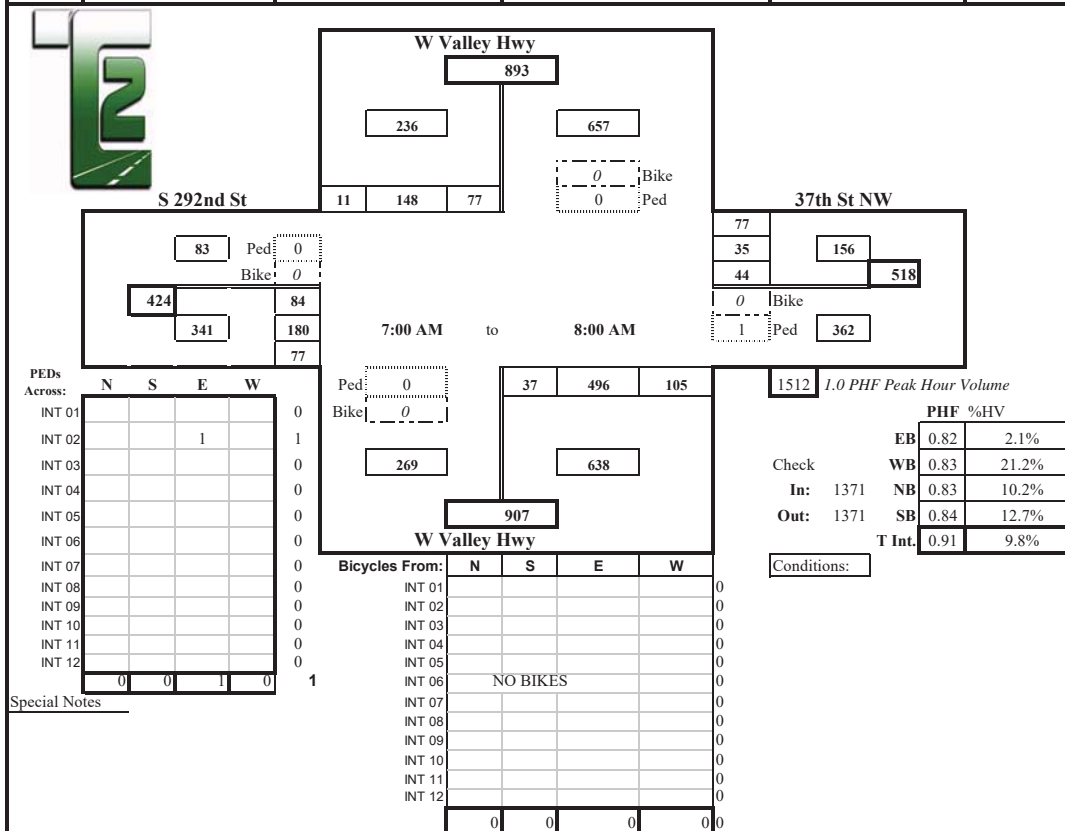 T2
W Valley Hwy
893
236 657
0 Bike
0 Ped
S 292nd St 11 148 77 37th St NW
77
83 Ped 0 35 156
Bike 0 44 518
424 84 0 Bike
341 180 7:00 AM to 8:00 AM 1 Ped 362
77
PEDs
Across: N S E W
Ped 0 37 496 105 1512 1.0 PHF Peak Hour Volume
INT 01 0 Bike 0 PHF %HV
INT 02 1 1 EB 0.82 2.1%
INT 03 0 269 638 Check WB 0.83 21.2%
INT 04 0 In: 1371 NB 0.83 10.2%
INT 05 0 907 Out: 1371 SB 0.84 12.7%
INT 06 0 W Valley Hwy T Int. 0.91 9.8%
INT 07 0 Bicycles From: N S E W Conditions:
INT 08 0 INT 01 0
INT 09 0 INT 02 0
INT 10 0 INT 03 0
INT 11 0 INT 04 0
INT 12 0 INT 05 0
0 0 1 0 1 INT 06 NO BIKES 0
Special Notes INT 07 0
INT 08 0
INT 09 0
INT 10 0
INT 11 0
INT 12 0
0 0 0 0 0